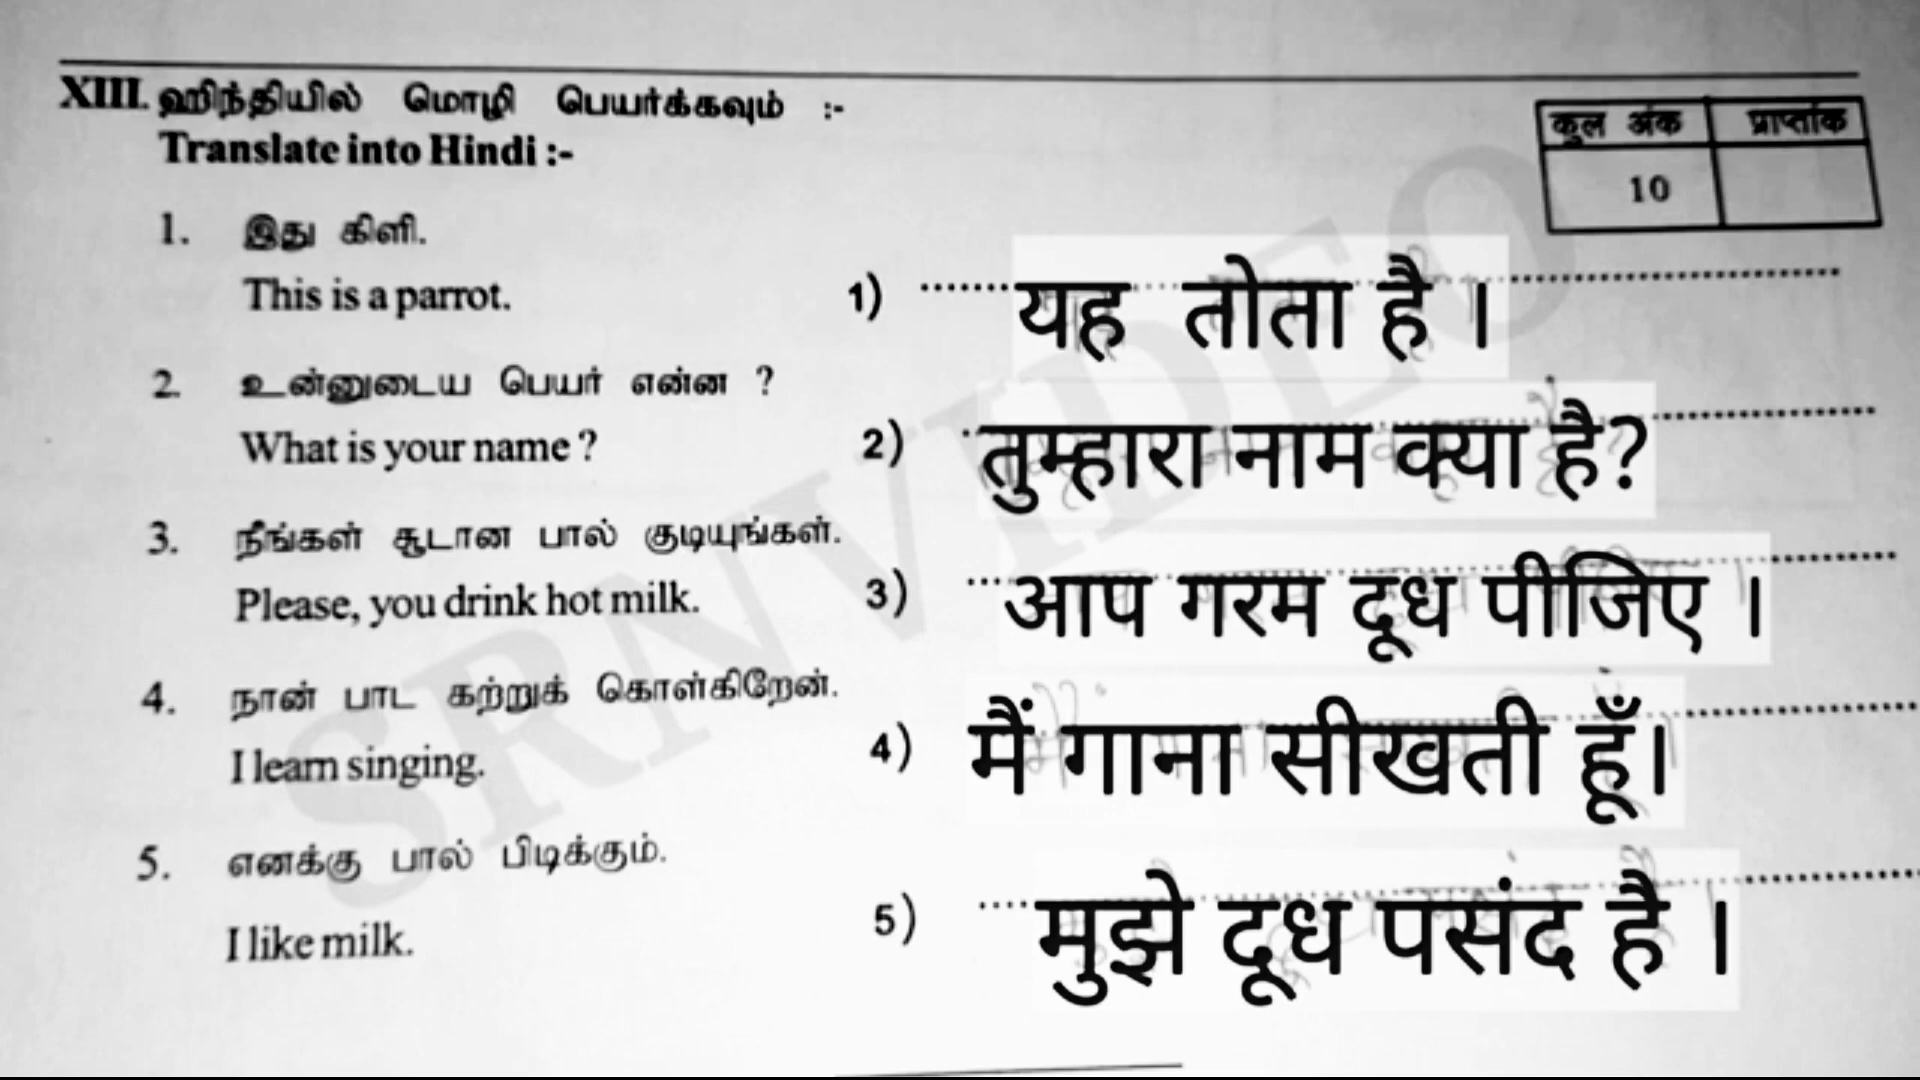 XIII. ஹிந்தியில் மொழி பெயர்க்கவும் :-
Translate into Hindi :-
कुल अंक प्राप्तांक
10
1. இது கிளி.
This is a parrot.
1) यह तोता है ।
2. உன்னுடைய பெயர் என்ன ?
What is your name ?
2) तुम्हारा नाम क्या है?
3. நீங்கள் சூடான பால் குடியுங்கள்.
Please, you drink hot milk.
3) आप गरम दूध पीजिए ।
4. நான் பாட கற்றுக் கொள்கிறேன்.
I learn singing.
4) मैं गाना सीखती हूँ।
5. எனக்கு பால் பிடிக்கும்.
I like milk.
5) मुझे दूध पसंद है ।
SRNVIDEO